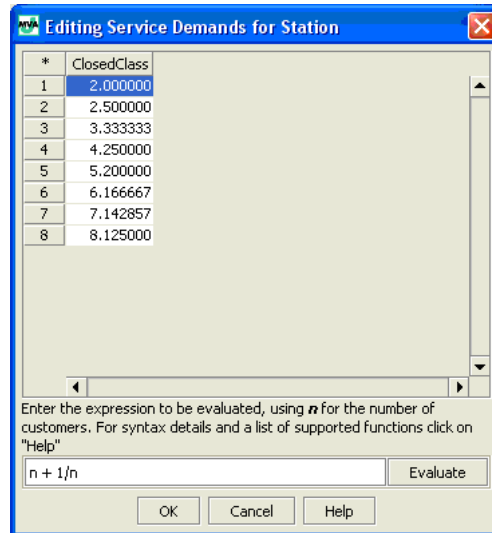 MVA Editing Service Demands for Station
* ClosedClass
1 2.000000
2 2.500000
3 3.333333
4 4.250000
5 5.200000
6 6.166667
7 7.142857
8 8.125000
Enter the expression to be evaluated, using n for the number of
customers. For syntax details and a list of supported functions click on
"Help"
n + 1/n Evaluate
OK Cancel Help